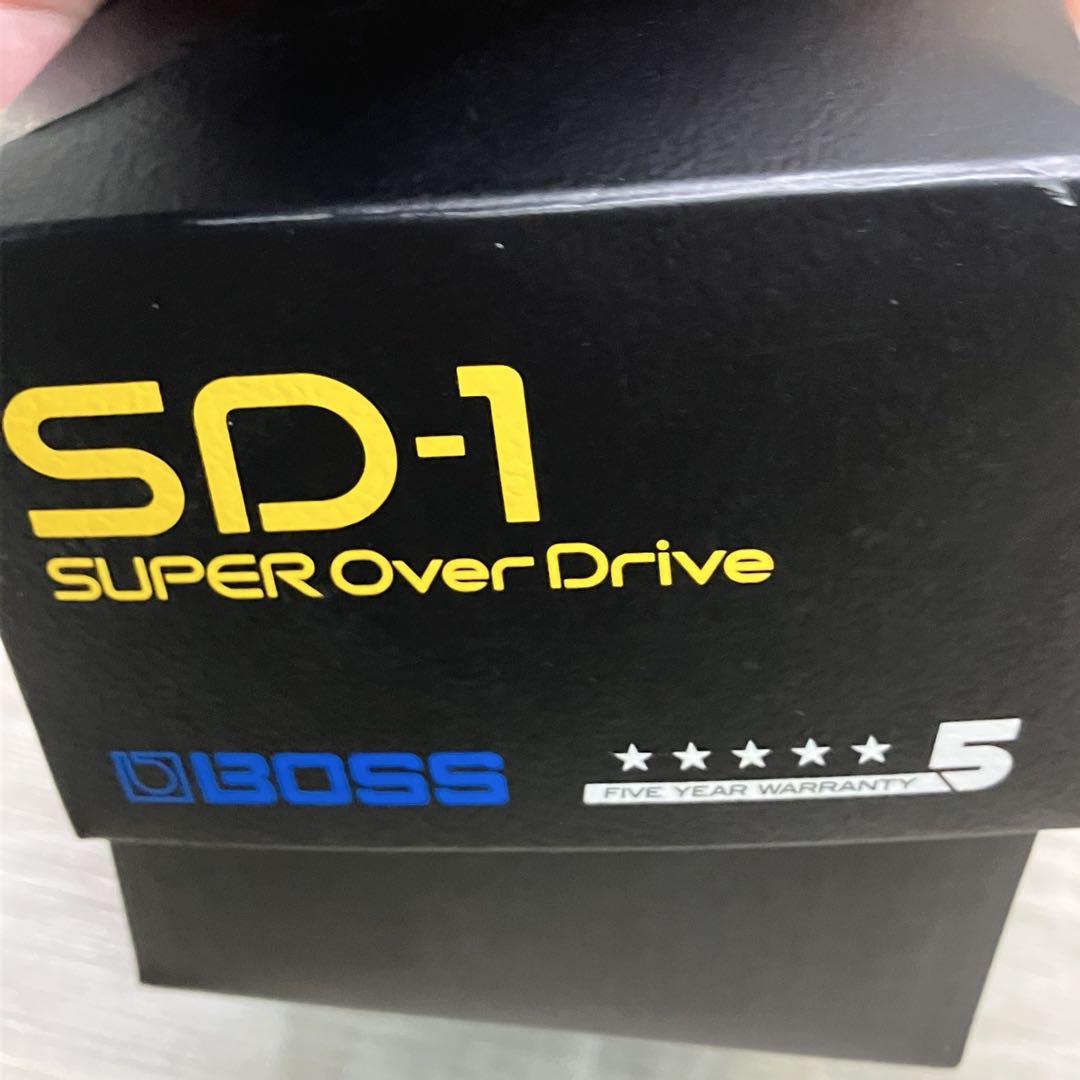 SD-1
SUPER Over Drive
BOSS
FIVE YEAR WARRANTY 5